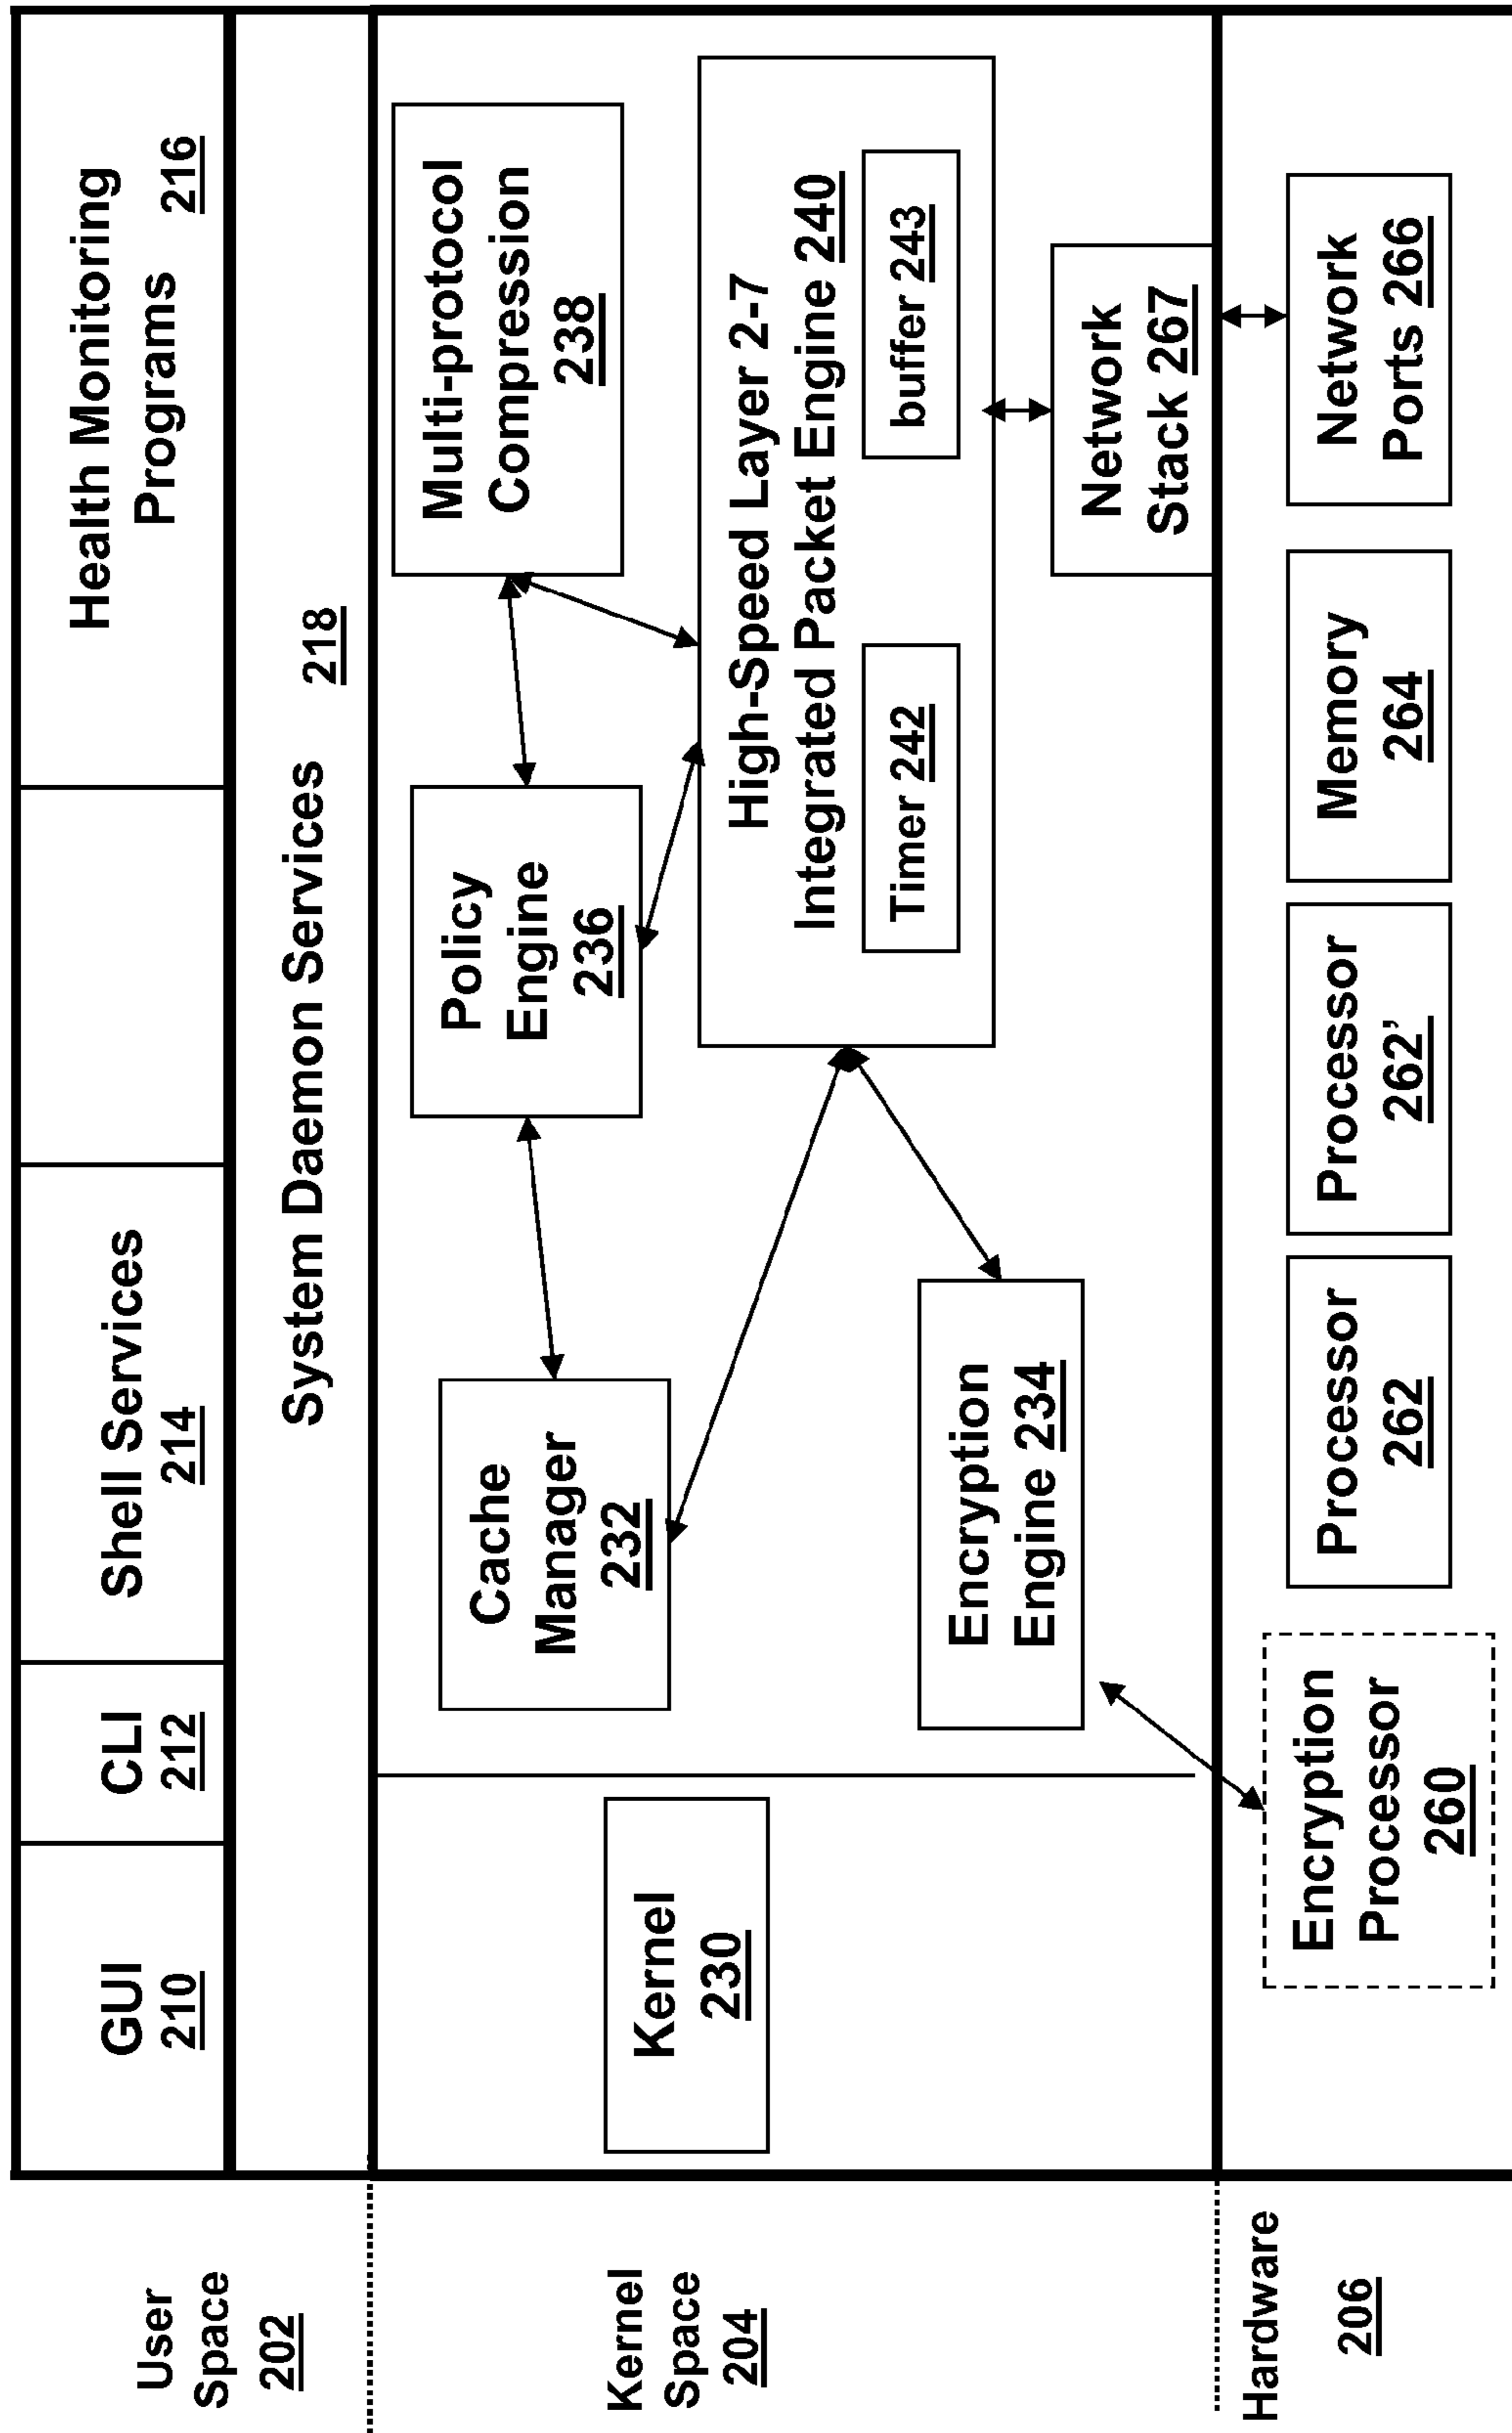 User
Space
202
GUI
210
CLI
212
Shell Services
214
Health Monitoring
Programs 216
System Daemon Services 218
Kernel
Space
204
Kernel
230
Cache
Manager
232
Policy
Engine
236
Multi-protocol
Compression
238
High-Speed Layer 2-7
Integrated Packet Engine 240
Timer 242
buffer 243
Encryption
Engine 234
Network
Stack 267
Hardware
206
Encryption
Processor
260
Processor
262
Processor
262’
Memory
264
Network
Ports 266